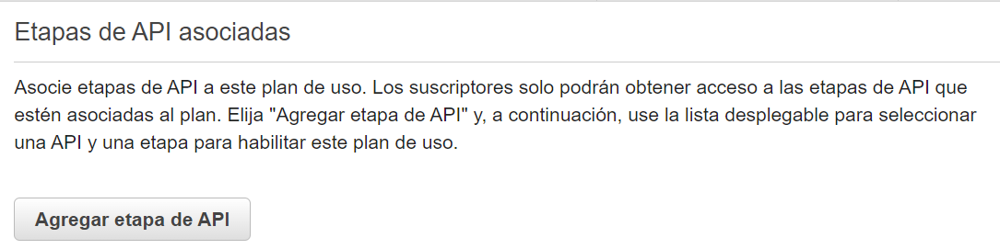 Etapas de API asociadas
Asocie etapas de API a este plan de uso. Los suscriptores solo podrán obtener acceso a las etapas de API que
estén asociadas al plan. Elija "Agregar etapa de API" y, a continuación, use la lista desplegable para seleccionar
una API y una etapa para habilitar este plan de uso.
Agregar etapa de API